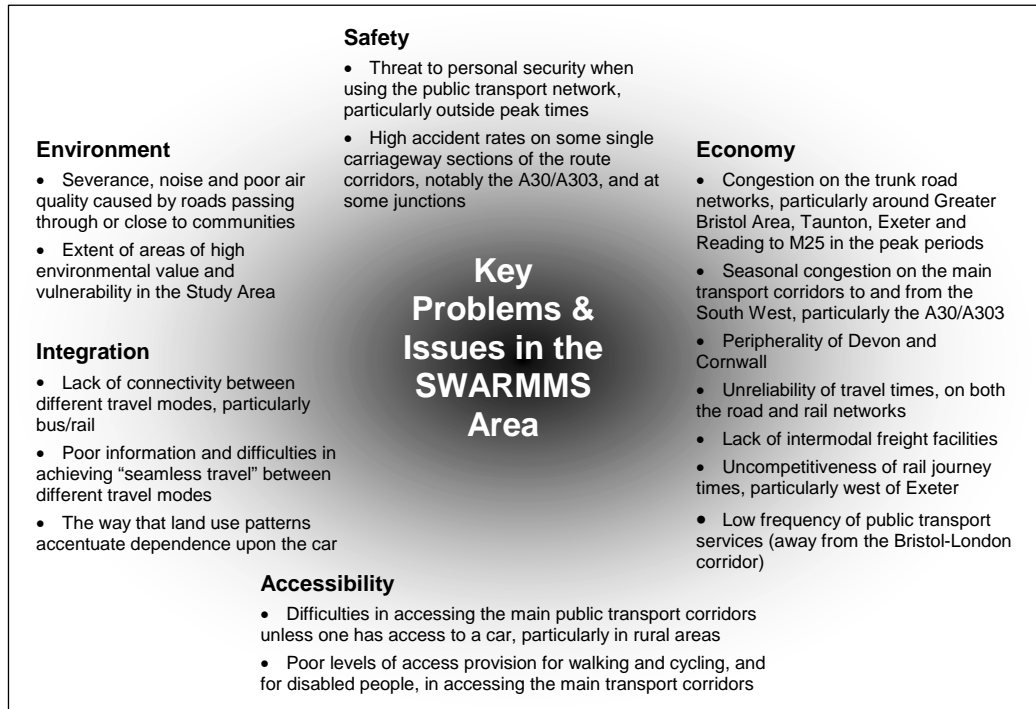 Safety
• Threat to personal security when
using the public transport network,
particularly outside peak times
• High accident rates on some single
carriageway sections of the route
corridors, notably the A30/A303, and at
some junctions
Environment
• Severance, noise and poor air
quality caused by roads passing
through or close to communities
• Extent of areas of high
environmental value and
vulnerability in the Study Area
Integration
• Lack of connectivity between
different travel modes, particularly
bus/rail
• Poor information and difficulties in
achieving “seamless travel” between
different travel modes
• The way that land use patterns
accentuate dependence upon the car
Key
Problems &
Issues in the
SWARMMS
Area
Economy
• Congestion on the trunk road
networks, particularly around Greater
Bristol Area, Taunton, Exeter and
Reading to M25 in the peak periods
• Seasonal congestion on the main
transport corridors to and from the
South West, particularly the A30/A303
• Peripherality of Devon and
Cornwall
• Unreliability of travel times, on both
the road and rail networks
• Lack of intermodal freight facilities
• Uncompetitiveness of rail journey
times, particularly west of Exeter
• Low frequency of public transport
services (away from the Bristol-London
corridor)
Accessibility
• Difficulties in accessing the main public transport corridors
unless one has access to a car, particularly in rural areas
• Poor levels of access provision for walking and cycling, and
for disabled people, in accessing the main transport corridors